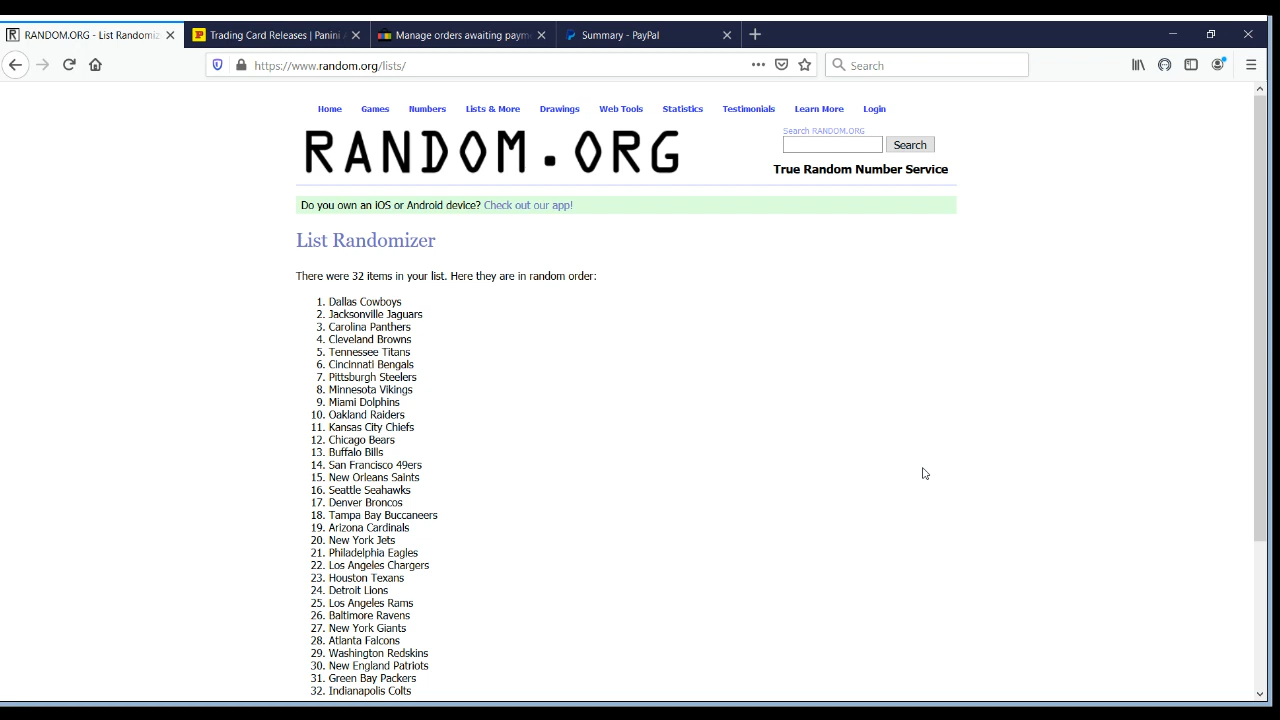 RANDOM.ORG - List Randomiz
Trading Card Releases | Panini A
Manage orders awaiting paym
Summary - PayPal
https://www.random.org/lists/
Search
Home Games Numbers Lists & More Drawings Web Tools Statistics Testimonials Learn More Login
RANDOM.ORG
Search RANDOM.ORG
Search
True Random Number Service
Do you own an iOS or Android device? Check out our app!
List Randomizer
There were 32 items in your list. Here they are in random order:
1. Dallas Cowboys
2. Jacksonville Jaguars
3. Carolina Panthers
4. Cleveland Browns
5. Tennessee Titans
6. Cincinnati Bengals
7. Pittsburgh Steelers
8. Minnesota Vikings
9. Miami Dolphins
10. Oakland Raiders
11. Kansas City Chiefs
12. Chicago Bears
13. Buffalo Bills
14. San Francisco 49ers
15. New Orleans Saints
16. Seattle Seahawks
17. Denver Broncos
18. Tampa Bay Buccaneers
19. Arizona Cardinals
20. New York Jets
21. Philadelphia Eagles
22. Los Angeles Chargers
23. Houston Texans
24. Detroit Lions
25. Los Angeles Rams
26. Baltimore Ravens
27. New York Giants
28. Atlanta Falcons
29. Washington Redskins
30. New England Patriots
31. Green Bay Packers
32. Indianapolis Colts